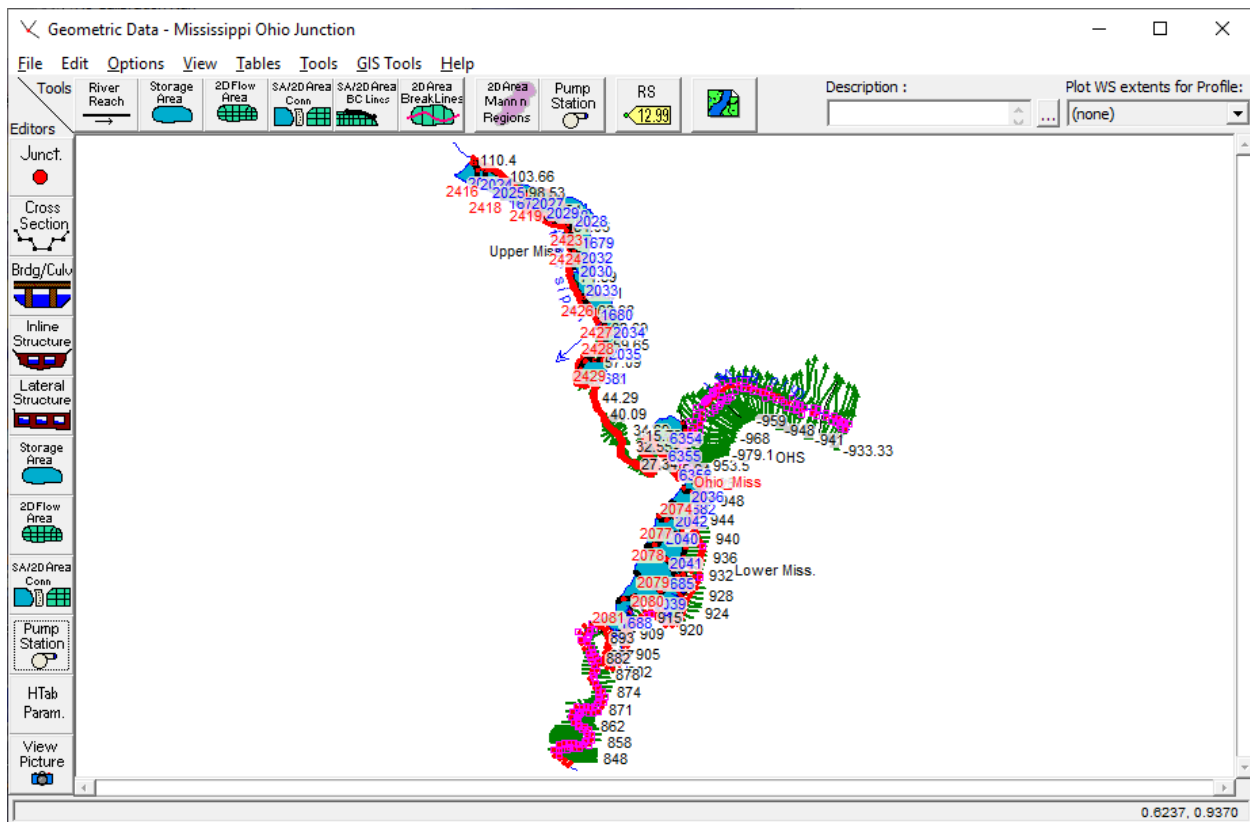 Geometric Data - Mississippi Ohio Junction
File Edit Options View Tables Tools GIS Tools Help
Tools
Editors
River
Reach
Storage
Area
2D Flow
Area
SA/2D Area
Conn
SA/2D Area
BC Lines
2D Area
BreakLines
2D Area
Mann n
Regions
Pump
Station
RS
12.99
Description :
...
Plot WS extents for Profile:
(none)
Junct.
Cross
Section
Brdg/Culv
Inline
Structure
Lateral
Structure
Storage
Area
2D Flow
Area
SA/2D Area
Conn
Pump
Station
HTab
Param.
View
Picture
110.4
103.66
2024
2416
2025
98.53
2418
2027
2419
2029
2028
2423
1679
Upper Miss
2424
2032
2030
2033
2426
1680
2427
2034
2428
2035
2429
44.29
40.09
6354
6355
-959
-948
-941
-933.33
-968
-979.1
OHS
953.5
Ohio_Miss
2036
948
2074
2042
944
2077
2040
940
2078
2041
936
2079
932
Lower Miss.
2080
928
924
2081
1688
915
920
909
893
905
882
878
874
871
862
858
848
0.6237, 0.9370